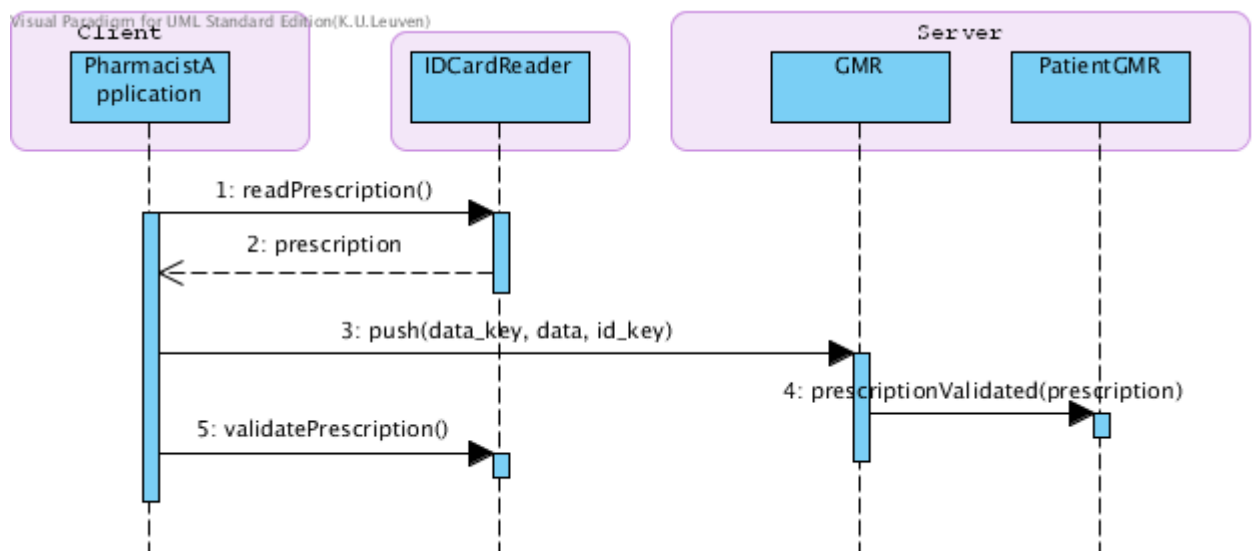 Visual Paradigm for UML Standard Edition(K.U.Leuven)
Client
Server
PharmacistA
pplication
IDCardReader
GMR
PatientGMR
1: readPrescription()
2: prescription
3: push(data_key, data, id_key)
4: prescriptionValidated(prescription)
5: validatePrescription()